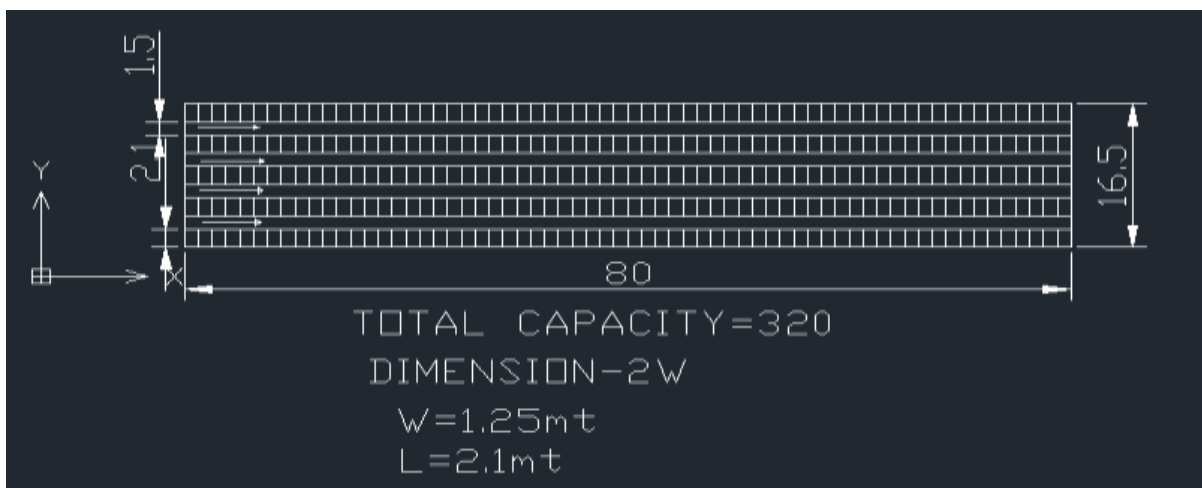 1.5
Y
2.1
16.5
X
80
TOTAL CAPACITY=320
DIMENSION-2W
W=1.25mt
L=2.1mt